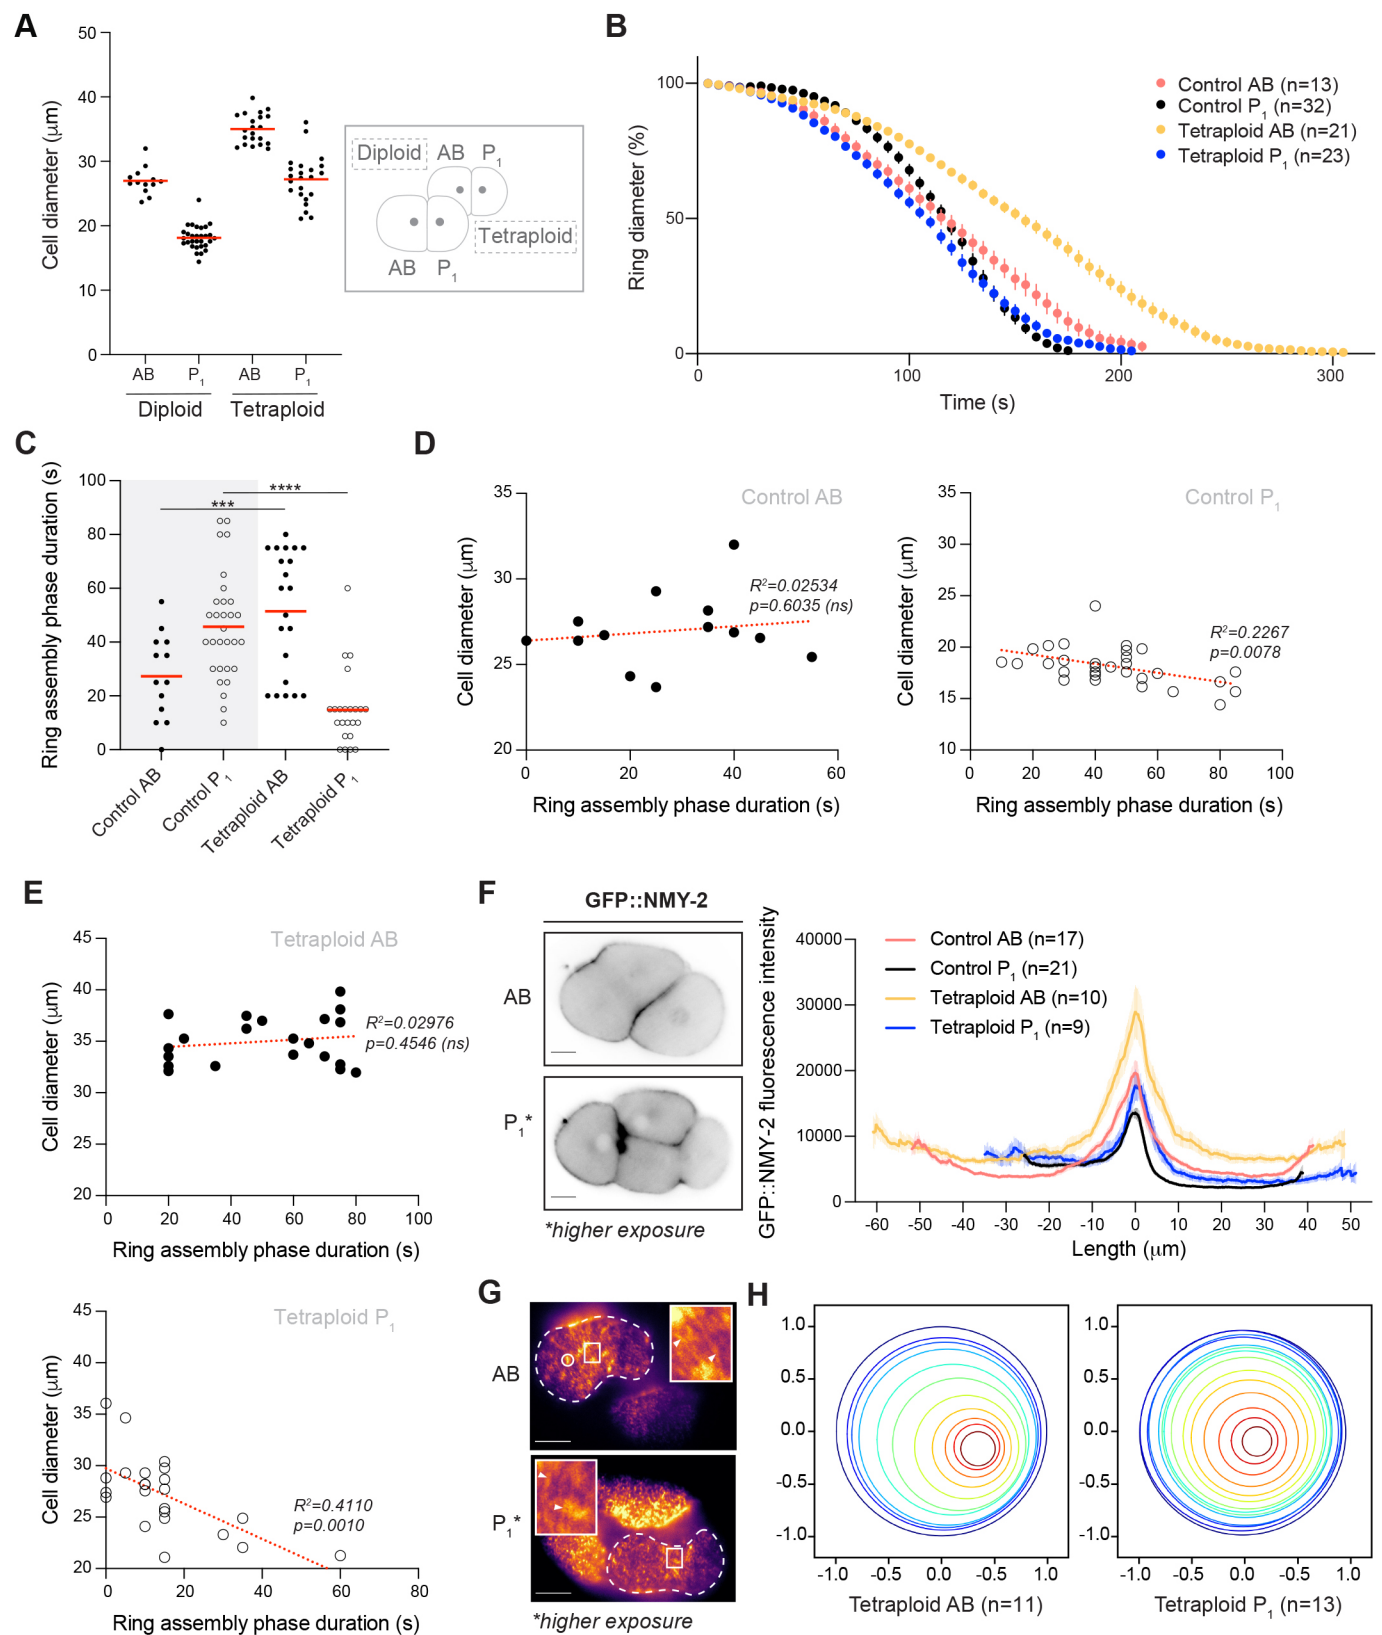 A
50
40
30
20
10
0
Cell diameter (μm)
AB
P1
AB
P1
Diploid
Tetraploid
Diploid
AB
P1
Tetraploid
AB
P1
B
100
50
0
Ring diameter (%)
0
100
200
300
Time (s)
Control AB (n=13)
Control P1 (n=32)
Tetraploid AB (n=21)
Tetraploid P1 (n=23)
C
100
80
60
40
20
0
Ring assembly phase duration (s)
****
***
Control AB
Control P1
Tetraploid AB
Tetraploid P1
D
Control AB
35
30
25
20
Cell diameter (μm)
R2=0.02534
p=0.6035 (ns)
0
20
40
60
Ring assembly phase duration (s)
Control P1
35
30
25
20
15
10
Cell diameter (μm)
R2=0.2267
p=0.0078
0
20
40
60
80
100
Ring assembly phase duration (s)
E
Tetraploid AB
45
40
35
30
25
20
Cell diameter (μm)
R2=0.02976
p=0.4546 (ns)
0
20
40
60
80
100
Ring assembly phase duration (s)
Tetraploid P1
45
40
35
30
25
20
Cell diameter (μm)
R2=0.4110
p=0.0010
0
20
40
60
80
Ring assembly phase duration (s)
F
GFP::NMY-2
AB
P1*
*higher exposure
GFP::NMY-2 fluorescence intensity
40000
30000
20000
10000
0
Control AB (n=17)
Control P1 (n=21)
Tetraploid AB (n=10)
Tetraploid P1 (n=9)
-60
-50
-40
-30
-20
-10
0
10
20
30
40
50
Length (μm)
G
AB
P1*
*higher exposure
H
1.0
0.5
0.0
-0.5
-1.0
-1.0
-0.5
0.0
0.5
1.0
Tetraploid AB (n=11)
1.0
0.5
0.0
-0.5
-1.0
-1.0
-0.5
0.0
-0.5
1.0
Tetraploid P1 (n=13)